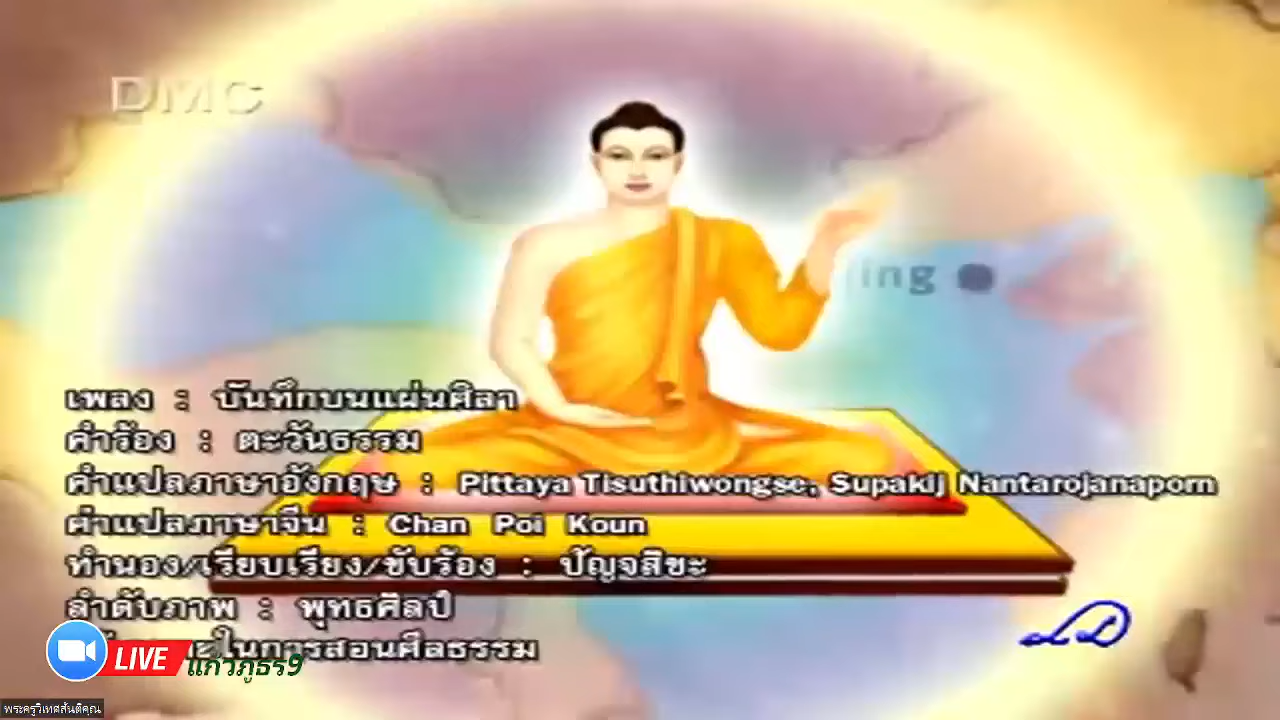 DMC
ing
เพลง : บันทึกบนแผ่นศิลา
คำร้อง : ตะวันธรรม
คำแปลภาษาอังกฤษ : Pittaya Tisuthiwongse, Supakij Nantarojanaporn
คำแปลภาษาจีน : Chan Poi Koun
ทำนอง/เรียบเรียง/ขับร้อง : ปัญจสิขะ
ลำดับภาพ : พุทธศิลป์
ในการสอนศีลธรรม
LIVE แก้วภูธร9
พระครูวิเทศสันติคุณ